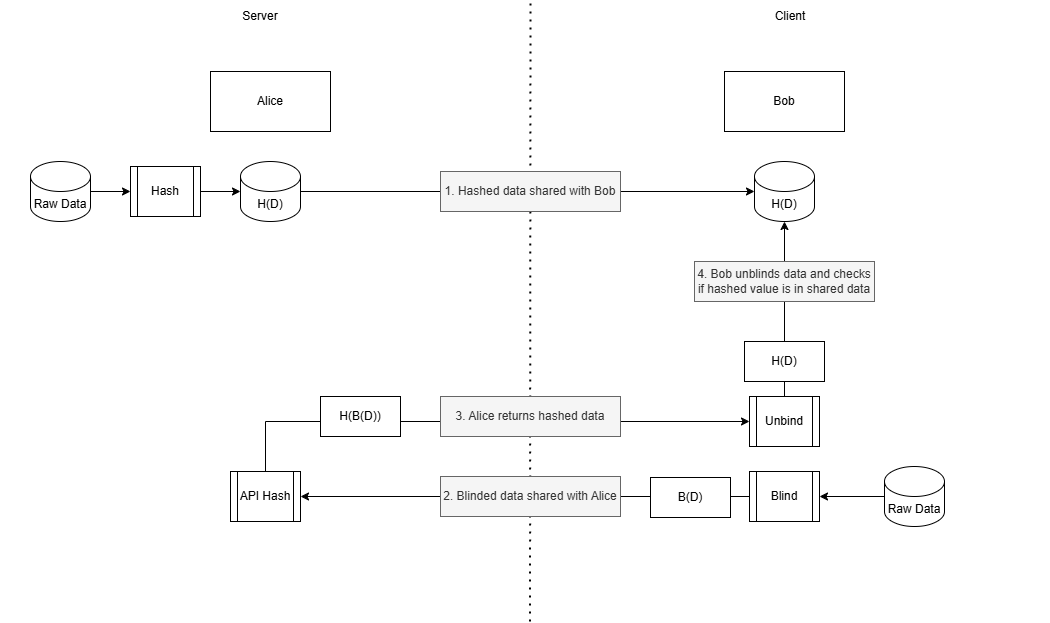 Server
Client
Alice
Bob
Raw Data
Hash
H(D)
1. Hashed data shared with Bob
H(D)
4. Bob unblinds data and checks
if hashed value is in shared data
H(D)
H(B(D))
3. Alice returns hashed data
Unbind
API Hash
2. Blinded data shared with Alice
B(D)
Blind
Raw Data